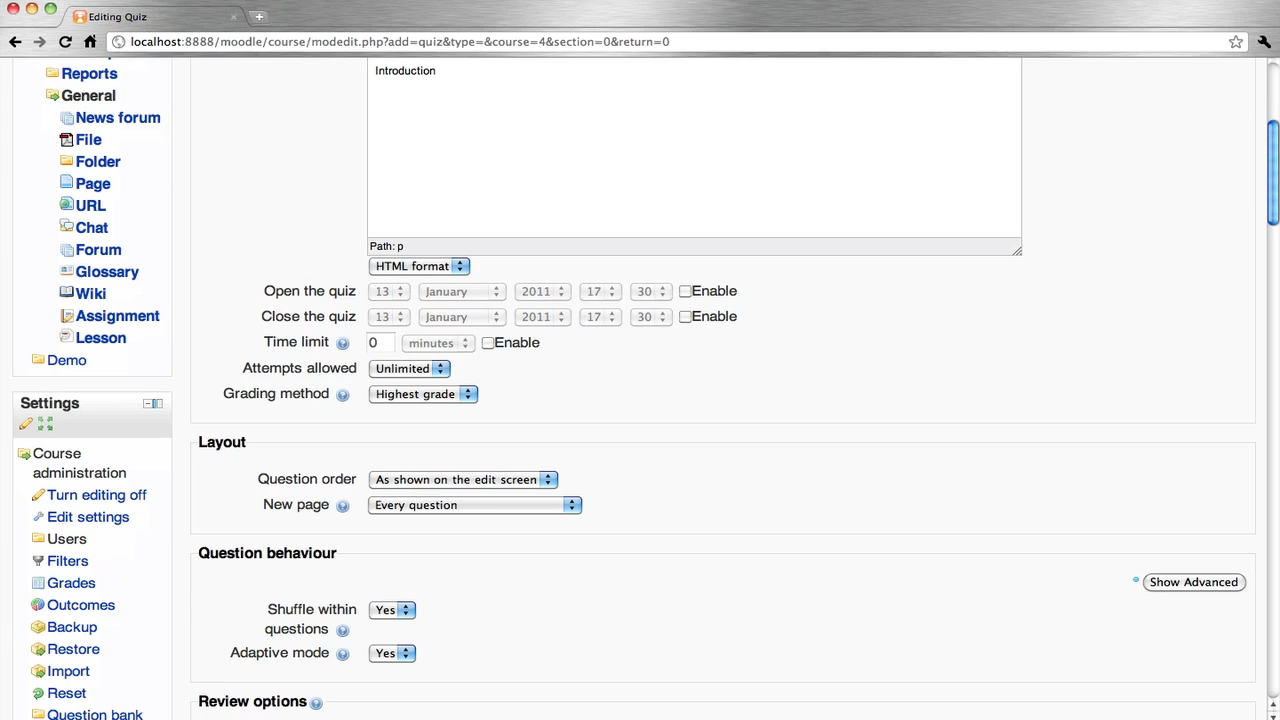 Editing Quiz
localhost:8888/moodle/course/modedit.php?add=quiz&type=&course=4&section=0&return=0
Reports
General
News forum
File
Folder
Page
URL
Chat
Forum
Glossary
Wiki
Assignment
Lesson
Demo
Settings
Course
administration
Turn editing off
Edit settings
Users
Filters
Grades
Outcomes
Backup
Restore
Import
Reset
Question bank
Introduction
Path: p
HTML format
Open the quiz 13 January 2011 17 30 Enable
Close the quiz 13 January 2011 17 30 Enable
Time limit 0 minutes Enable
Attempts allowed Unlimited
Grading method Highest grade
Layout
Question order As shown on the edit screen
New page Every question
Question behaviour
Show Advanced
Shuffle within
questions Yes
Adaptive mode Yes
Review options